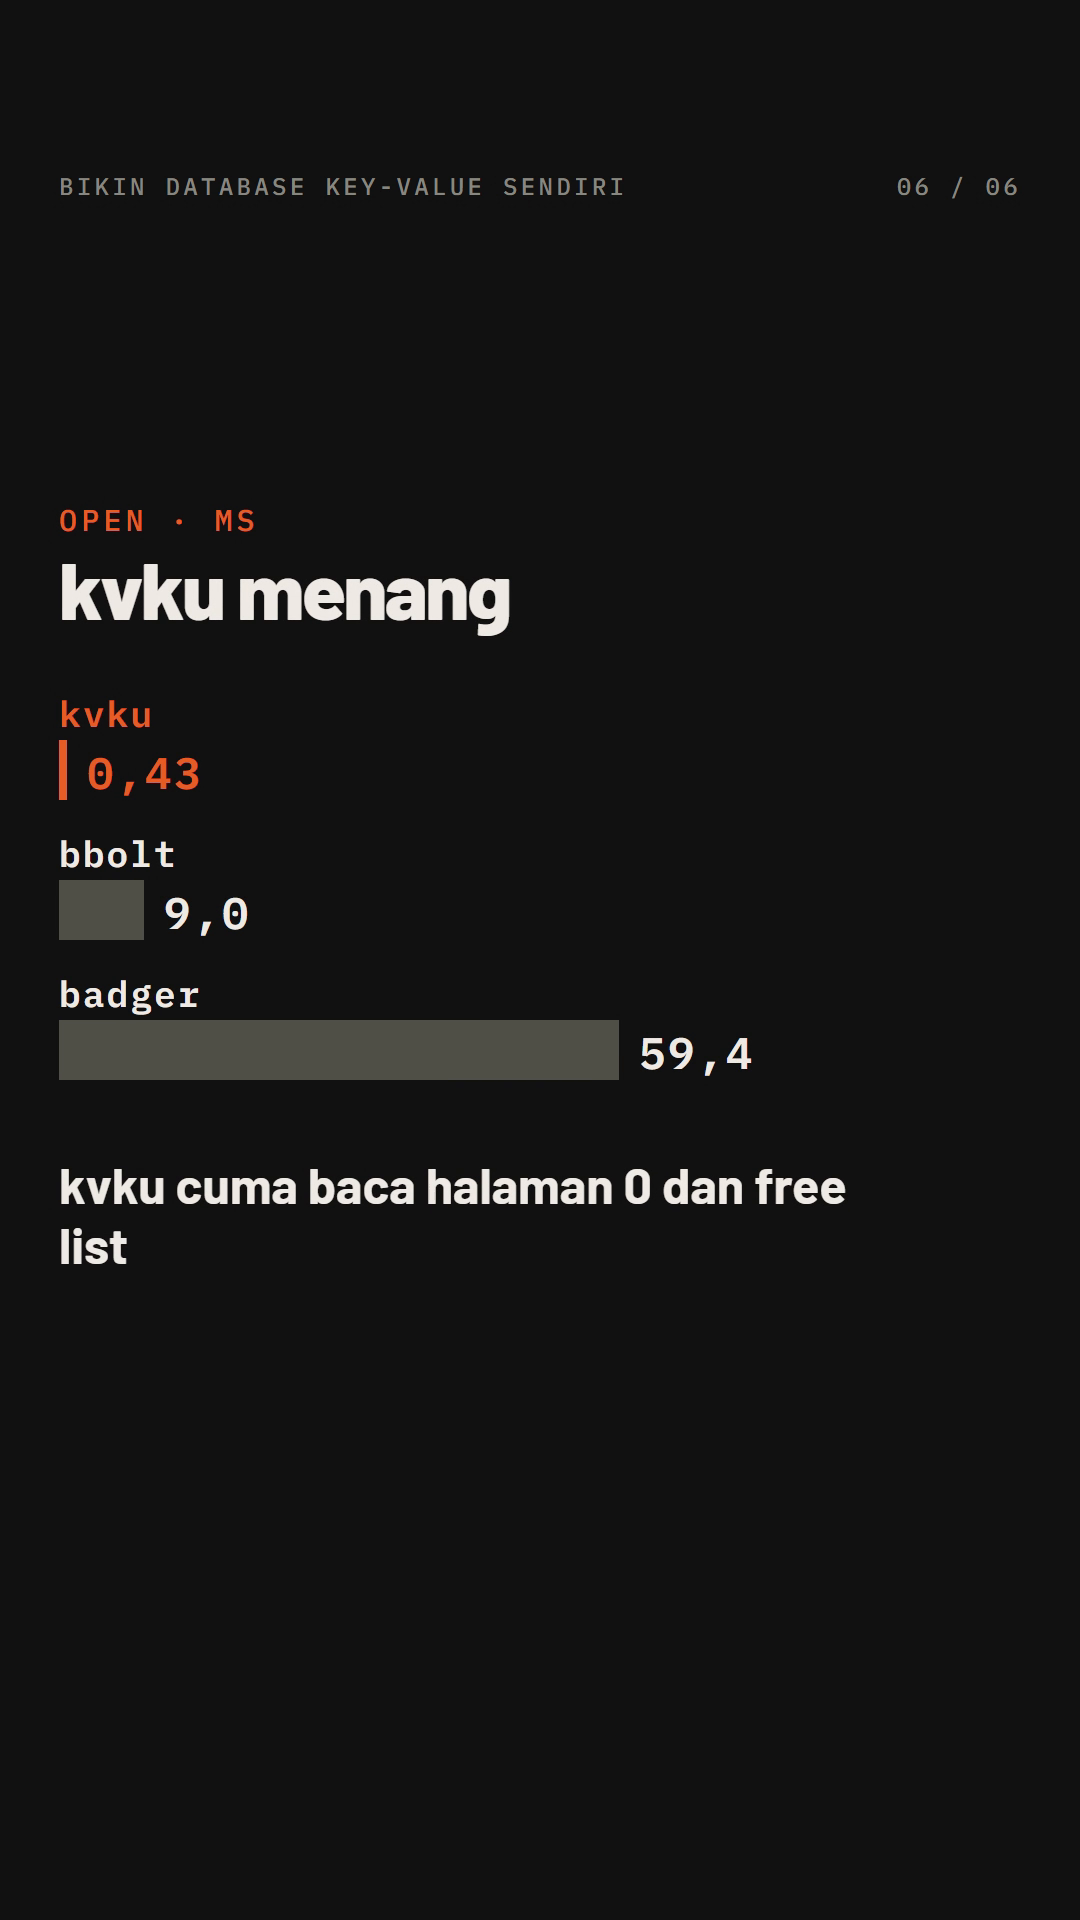 BIKIN DATABASE KEY-VALUE SENDIRI
06 / 06
OPEN · MS
kvku menang
kvku
0,43
bbolt
9,0
badger
59,4
kvku cuma baca halaman 0 dan free
list